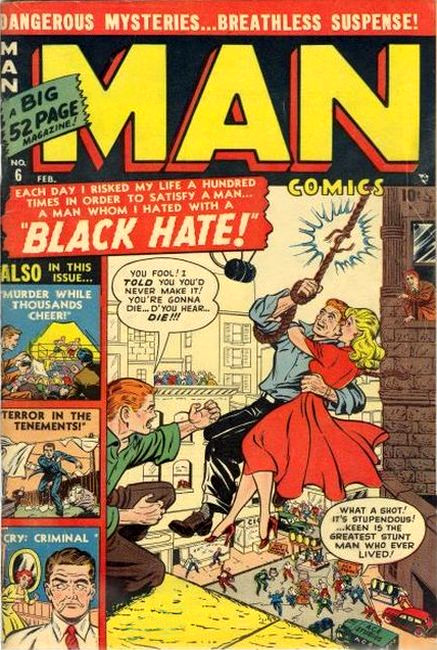 DANGEROUS MYSTERIES...BREATHLESS SUSPENSE!
MAN
MAN
COMICS
A BIG
52 PAGE
MAGAZINE!
NO.
6
FEB.
10¢
EACH DAY I RISKED MY LIFE A HUNDRED
TIMES IN ORDER TO SATISFY A MAN...
A MAN WHOM I HATED WITH A
"BLACK HATE!"
ALSO IN THIS
ISSUE...
"MURDER WHILE
THOUSANDS
CHEER!"
TERROR IN THE
TENEMENTS!"
CRY: CRIMINAL"
YOU FOOL! I
TOLD YOU YOU'D
NEVER MAKE IT!
YOU'RE GONNA
DIE...D'YOU HEAR...
DIE!!!
WHAT A SHOT!
IT'S STUPENDOUS!
...KEEN IS THE
GREATEST STUNT
MAN WHO EVER
LIVED!